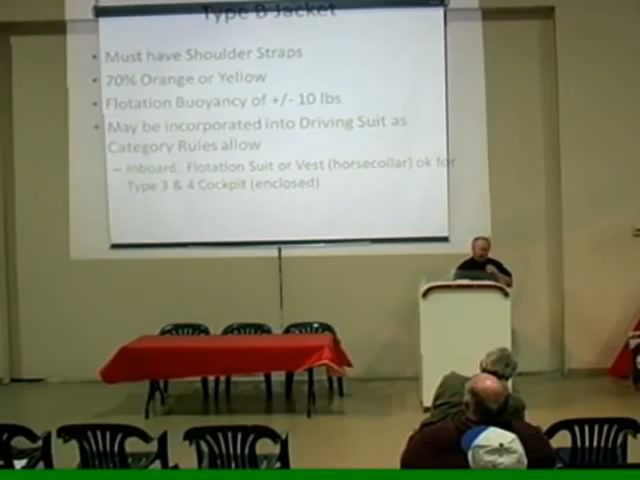 Type B Jacket
• Must have Shoulder Straps
• 70% Orange or Yellow
• Flotation Buoyancy of +/- 10 lbs
• May be incorporated into Driving Suit as
Category Rules allow
– Inboard.. Flotation Suit or Vest (horsecollar) ok for
Type 3 & 4 Cockpit (enclosed)